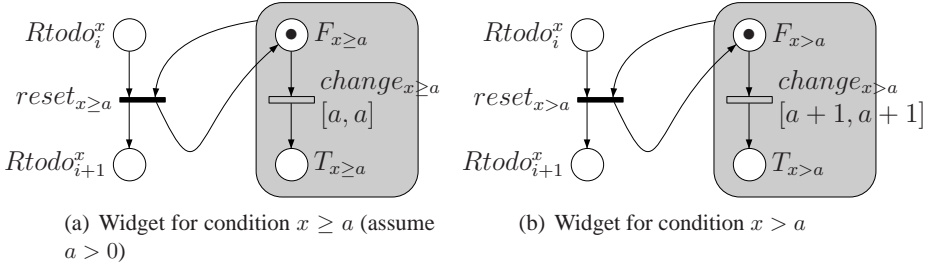 Rtodo_i^x
F_{x≥a}
reset_{x≥a}
change_{x≥a}
[a, a]
Rtodo_{i+1}^x
T_{x≥a}
(a) Widget for condition x ≥ a (assume
a > 0)
Rtodo_i^x
F_{x>a}
reset_{x>a}
change_{x>a}
[a + 1, a + 1]
Rtodo_{i+1}^x
T_{x>a}
(b) Widget for condition x > a